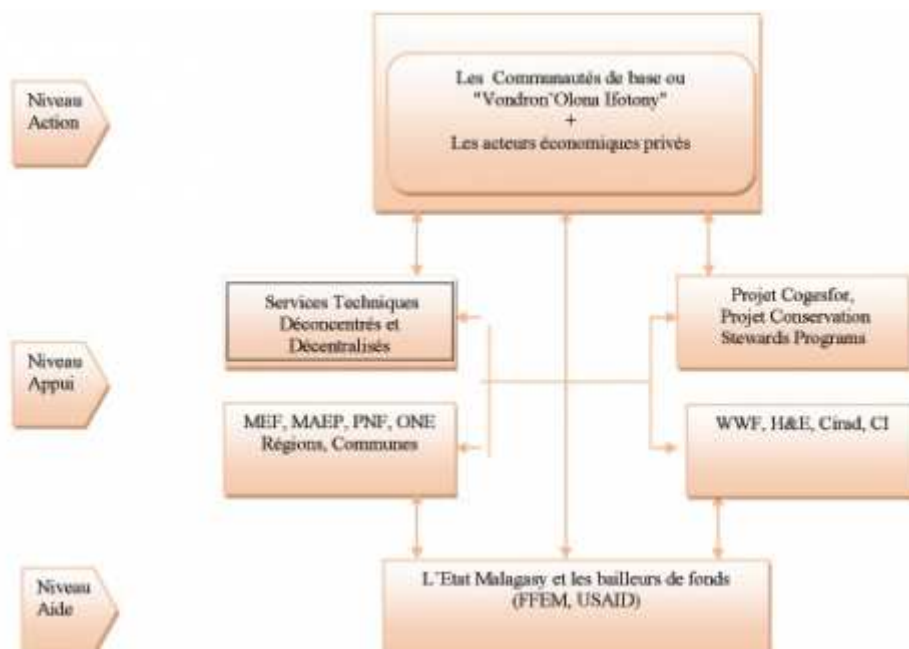 Niveau
Action
Les Communautés de base ou
"Vondron`Olona Ifotony"
+
Les acteurs économiques privés
Niveau
Appui
Services Techniques
Déconcentrés et
Décentralisés
Projet Cogesfor,
Projet Conservation
Stewards Programs
MEF, MAEP, PNF, ONE
Régions, Communes
WWF, H&E, Cirad, CI
Niveau
Aide
L`Etat Malagasy et les bailleurs de fonds
(FFEM, USAID)